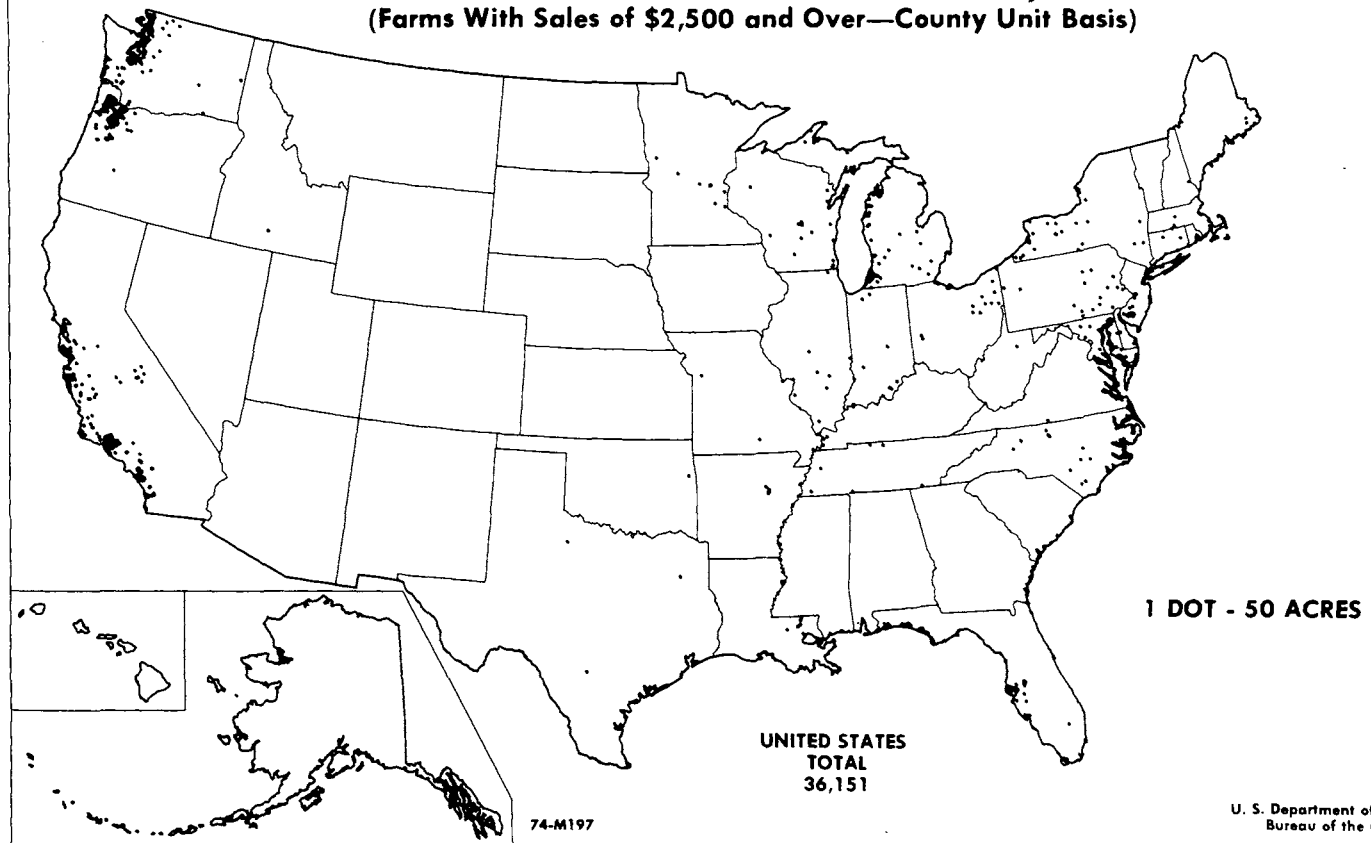 (Farms With Sales of $2,500 and Over—County Unit Basis)
1 DOT - 50 ACRES
UNITED STATES
TOTAL
36,151
74-M197
U. S. Department of
Bureau of the